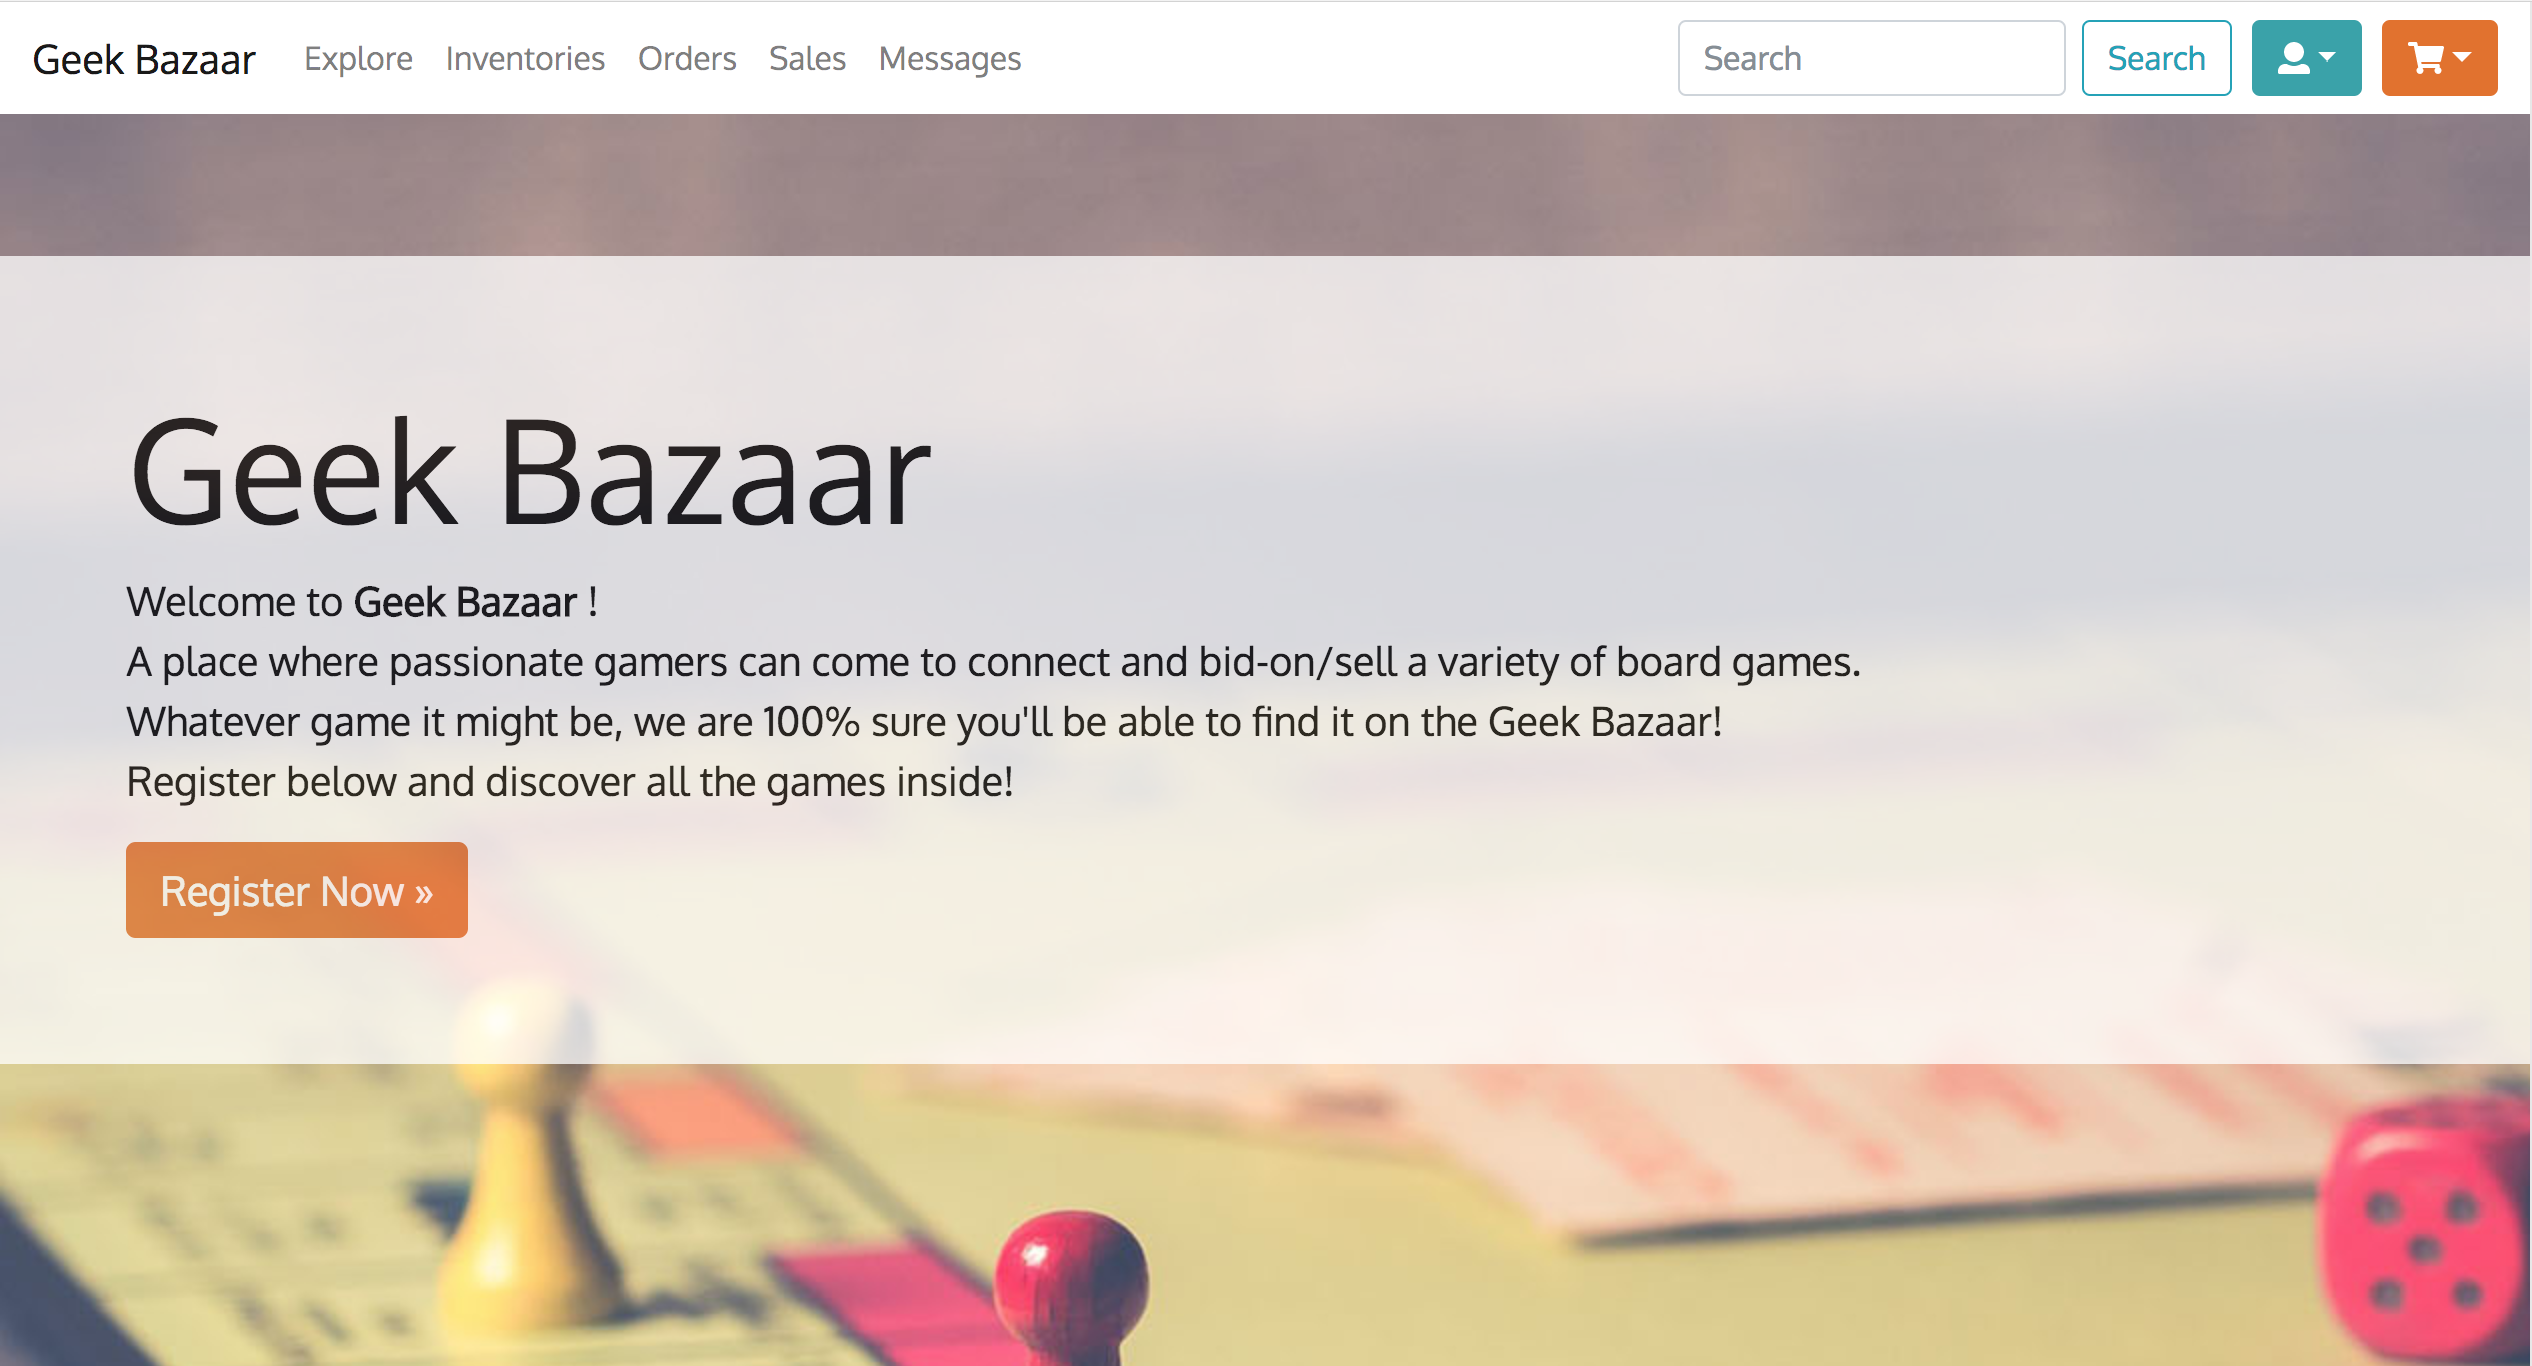 Geek Bazaar Explore Inventories Orders Sales Messages Search Search
Geek Bazaar
Welcome to Geek Bazaar !
A place where passionate gamers can come to connect and bid-on/sell a variety of board games.
Whatever game it might be, we are 100% sure you'll be able to find it on the Geek Bazaar!
Register below and discover all the games inside!
Register Now »